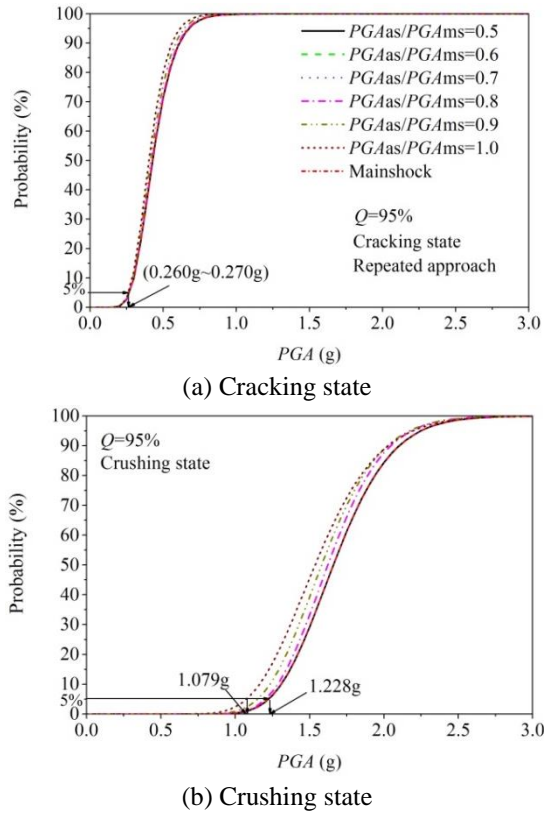 100
90
80
70
60
50
40
30
20
10
5%
0
Probability (%)
PGAas/PGAms=0.5
PGAas/PGAms=0.6
PGAas/PGAms=0.7
PGAas/PGAms=0.8
PGAas/PGAms=0.9
PGAas/PGAms=1.0
Mainshock
Q=95%
Cracking state
Repeated approach
(0.260g~0.270g)
0.0 0.5 1.0 1.5 2.0 2.5 3.0
PGA (g)
(a) Cracking state
100
90
80
70
60
50
40
30
20
10
5%
0
Probability (%)
Q=95%
Crushing state
1.079g
1.228g
0.0 0.5 1.0 1.5 2.0 2.5 3.0
PGA (g)
(b) Crushing state